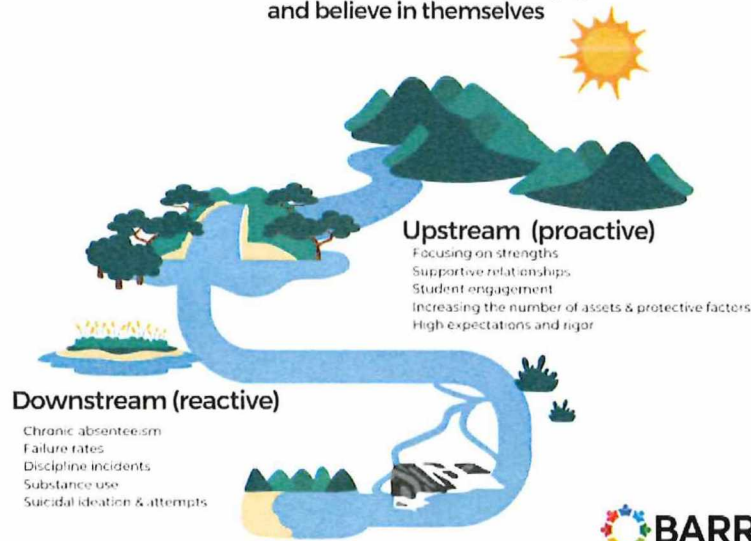 and believe in themselves
Upstream (proactive)
Focusing on strengths
Supportive relationships
Student engagement
Increasing the number of assets & protective factors
High expectations and rigor
Downstream (reactive)
Chronic absenteeism
Failure rates
Discipline incidents
Substance use
Suicidal ideation & attempts
BARR